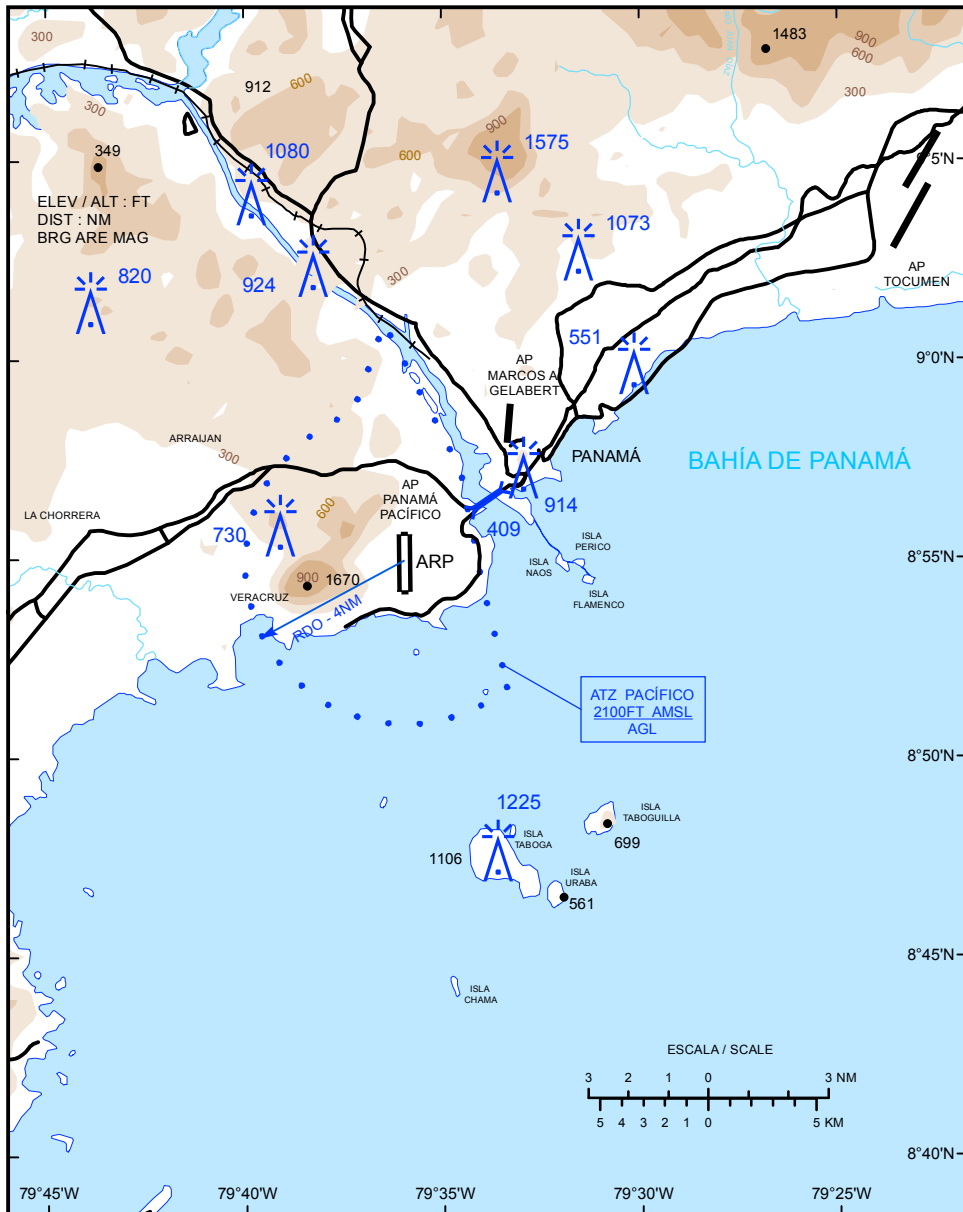 300
1483
900
600
300
912
600
300
900
1575
600
1080
349
9°5'N
ELEV / ALT : FT
DIST : NM
BRG ARE MAG
1073
820
924
300
AP
TOCUMEN
551
9°0'N
AP
MARCOS A
GELABERT
ARRAIJAN
300
PANAMÁ
BAHÍA DE PANAMÁ
AP
PANAMÁ
PACÍFICO
600
LA CHORRERA
914
730
409
ISLA
PERICO
8°55'N
ISLA
NAOS
ARP
900
1670
VERACRUZ
ISLA
FLAMENCO
RDO - 4NM
ATZ PACÍFICO
2100FT AMSL
AGL
8°50'N
1225
ISLA
TABOGUILLA
ISLA
TABOGA
699
1106
ISLA
URABA
561
8°45'N
ISLA
CHAMA
ESCALA / SCALE
3 2 1 0 3 NM
5 4 3 2 1 0 5 KM
8°40'N
79°45'W 79°40'W 79°35'W 79°30'W 79°25'W